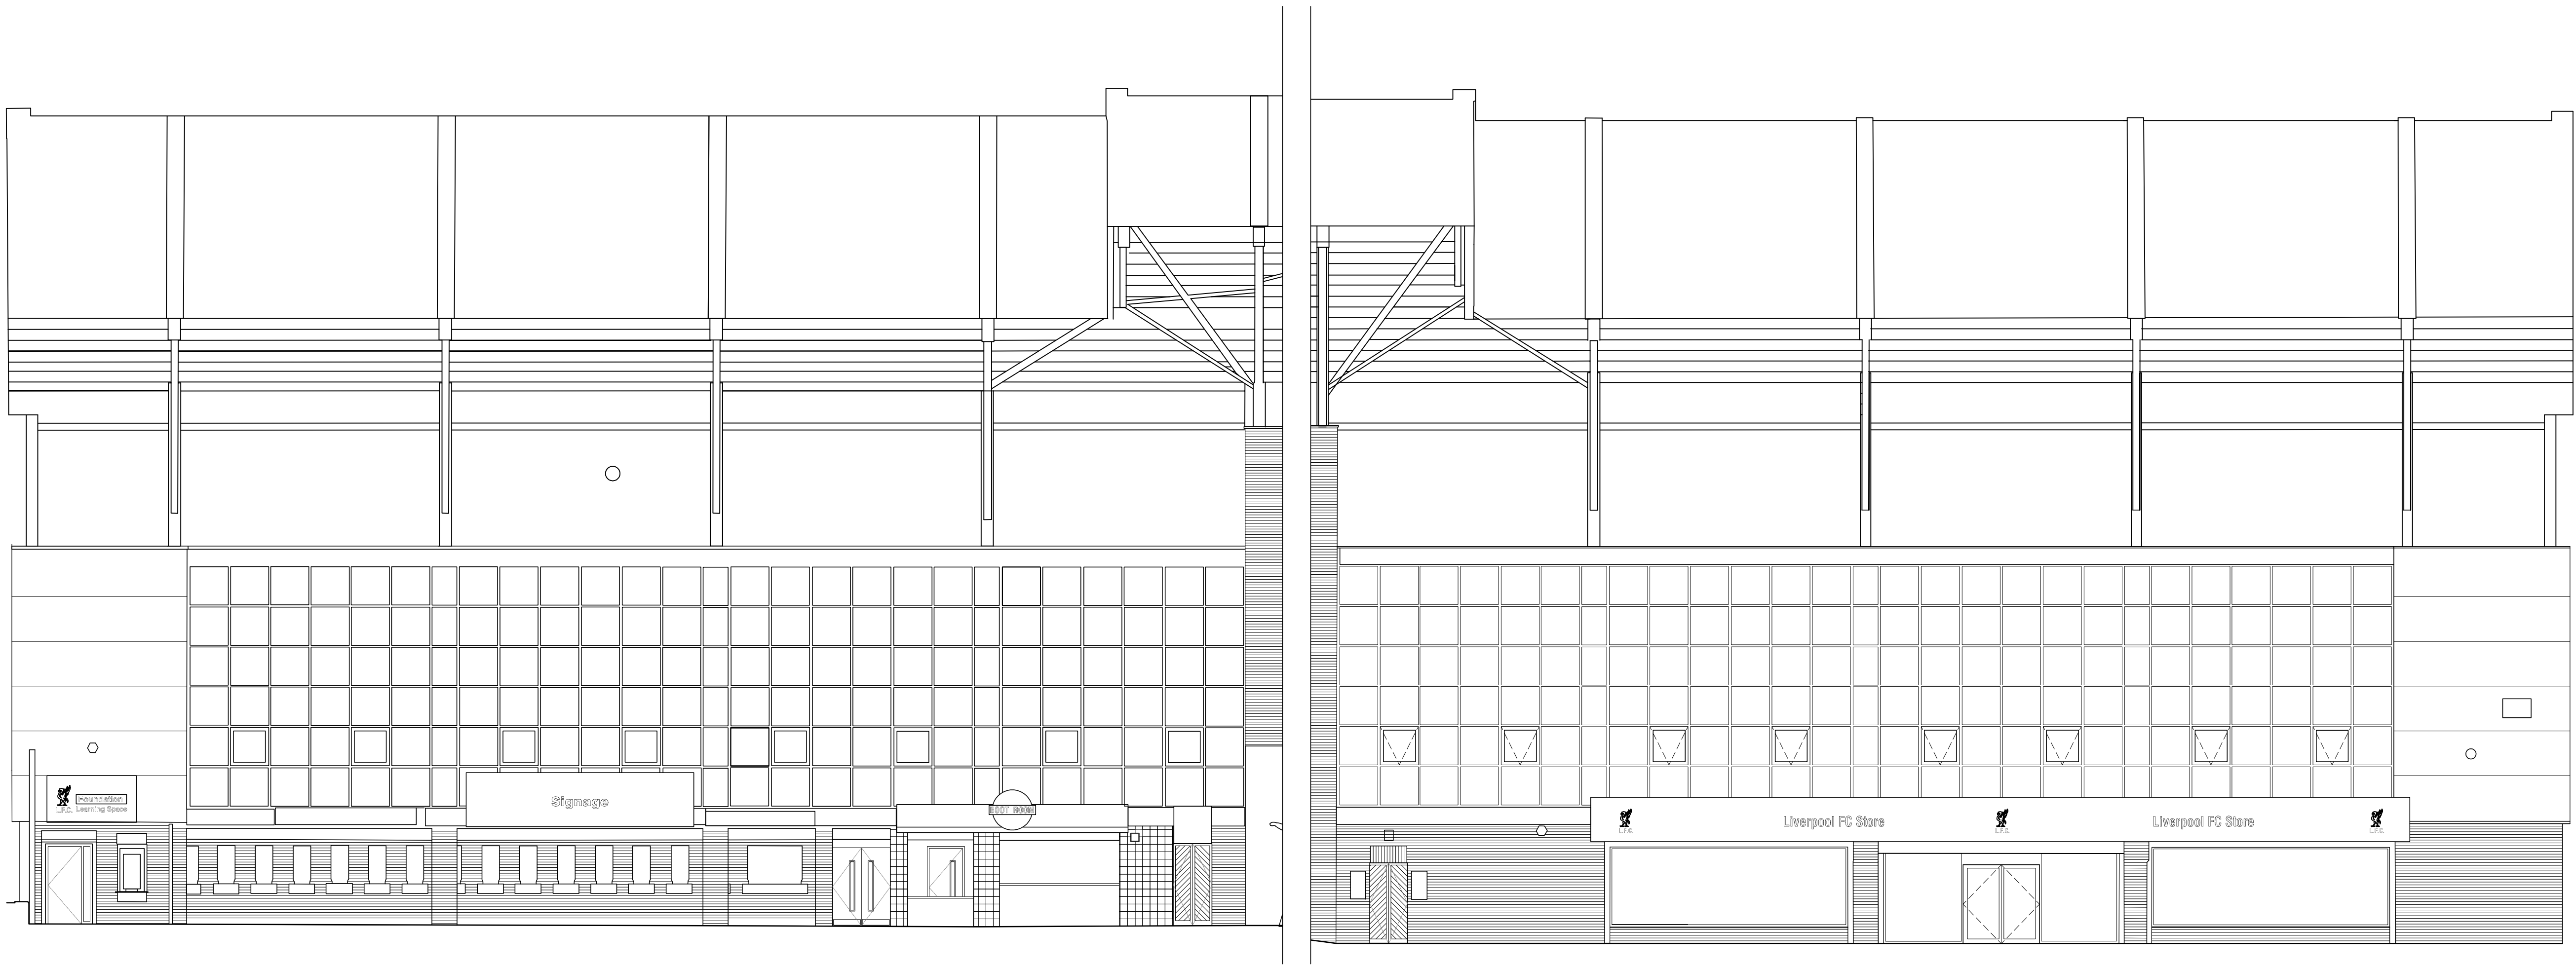 L.F.C.
Foundation
Learning Space
Signage
BOOT ROOM
L.F.C.
Liverpool FC Store
L.F.C.
Liverpool FC Store
L.F.C.